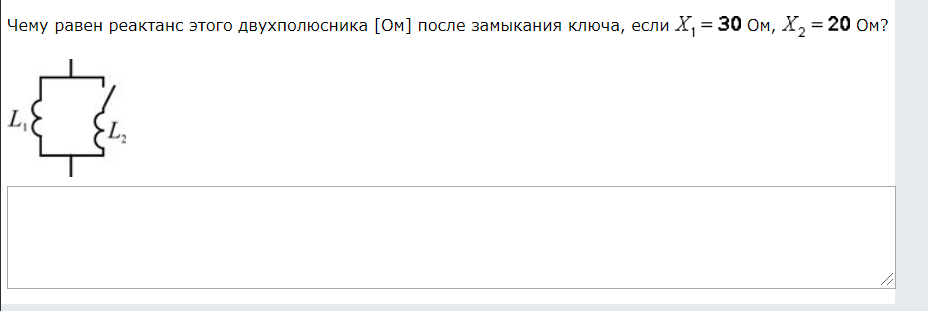 Чему равен реактанс этого двухполюсника [Ом] после замыкания ключа, если X₁ = 30 Ом, X₂ = 20 Ом?
L₁
L₂